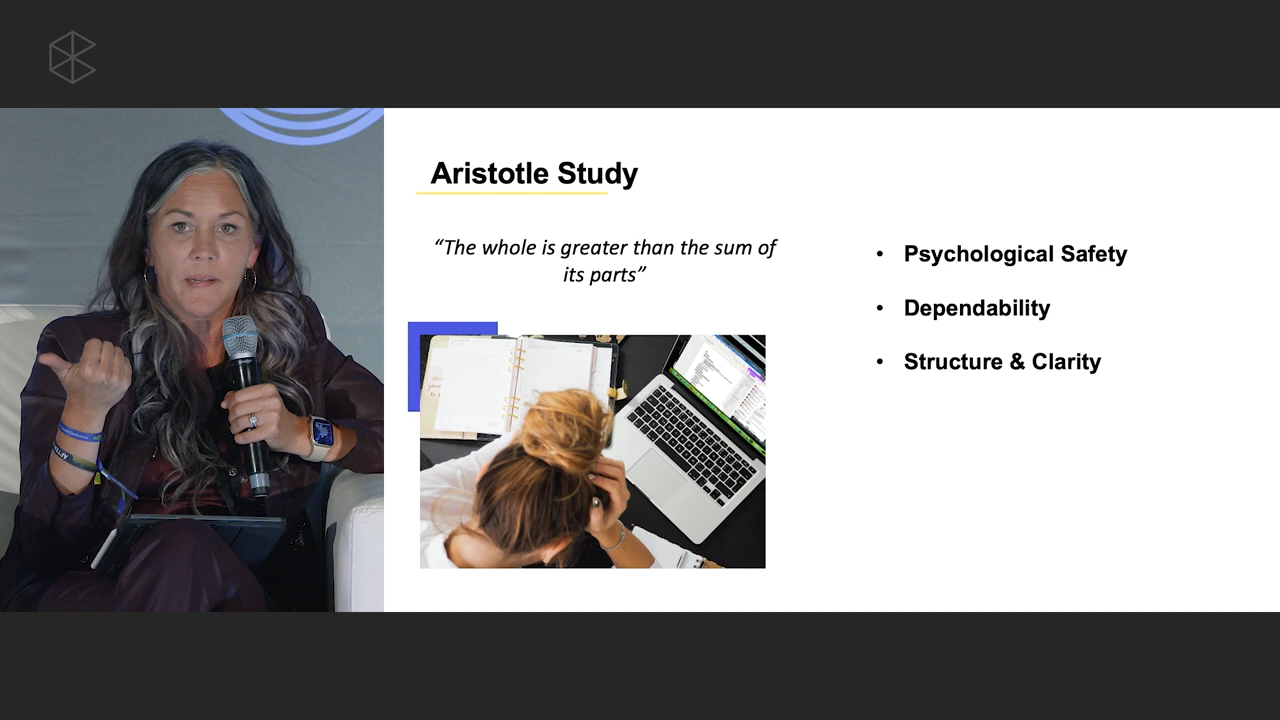 Aristotle Study
“The whole is greater than the sum of
its parts”
• Psychological Safety
• Dependability
• Structure & Clarity